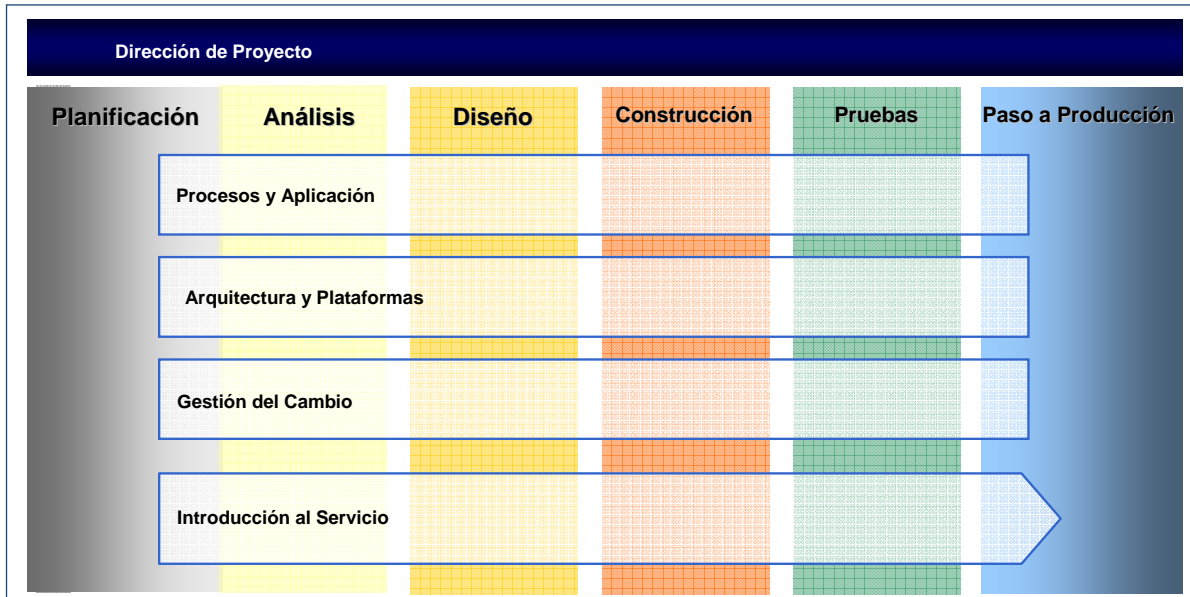 Dirección de Proyecto
Planificación
Análisis
Diseño
Construcción
Pruebas
Paso a Producción
Procesos y Aplicación
Arquitectura y Plataformas
Gestión del Cambio
Introducción al Servicio